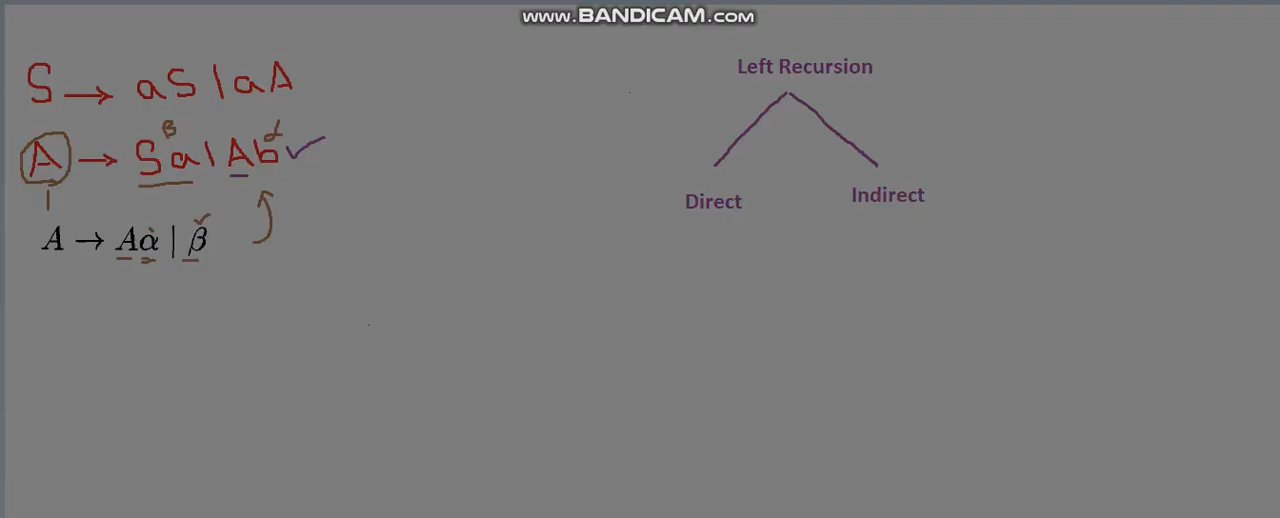 www.BANDICAM.com
S → aS | aA
β α
A → Sa | Ab
A → Aα | β
Left Recursion
Direct
Indirect